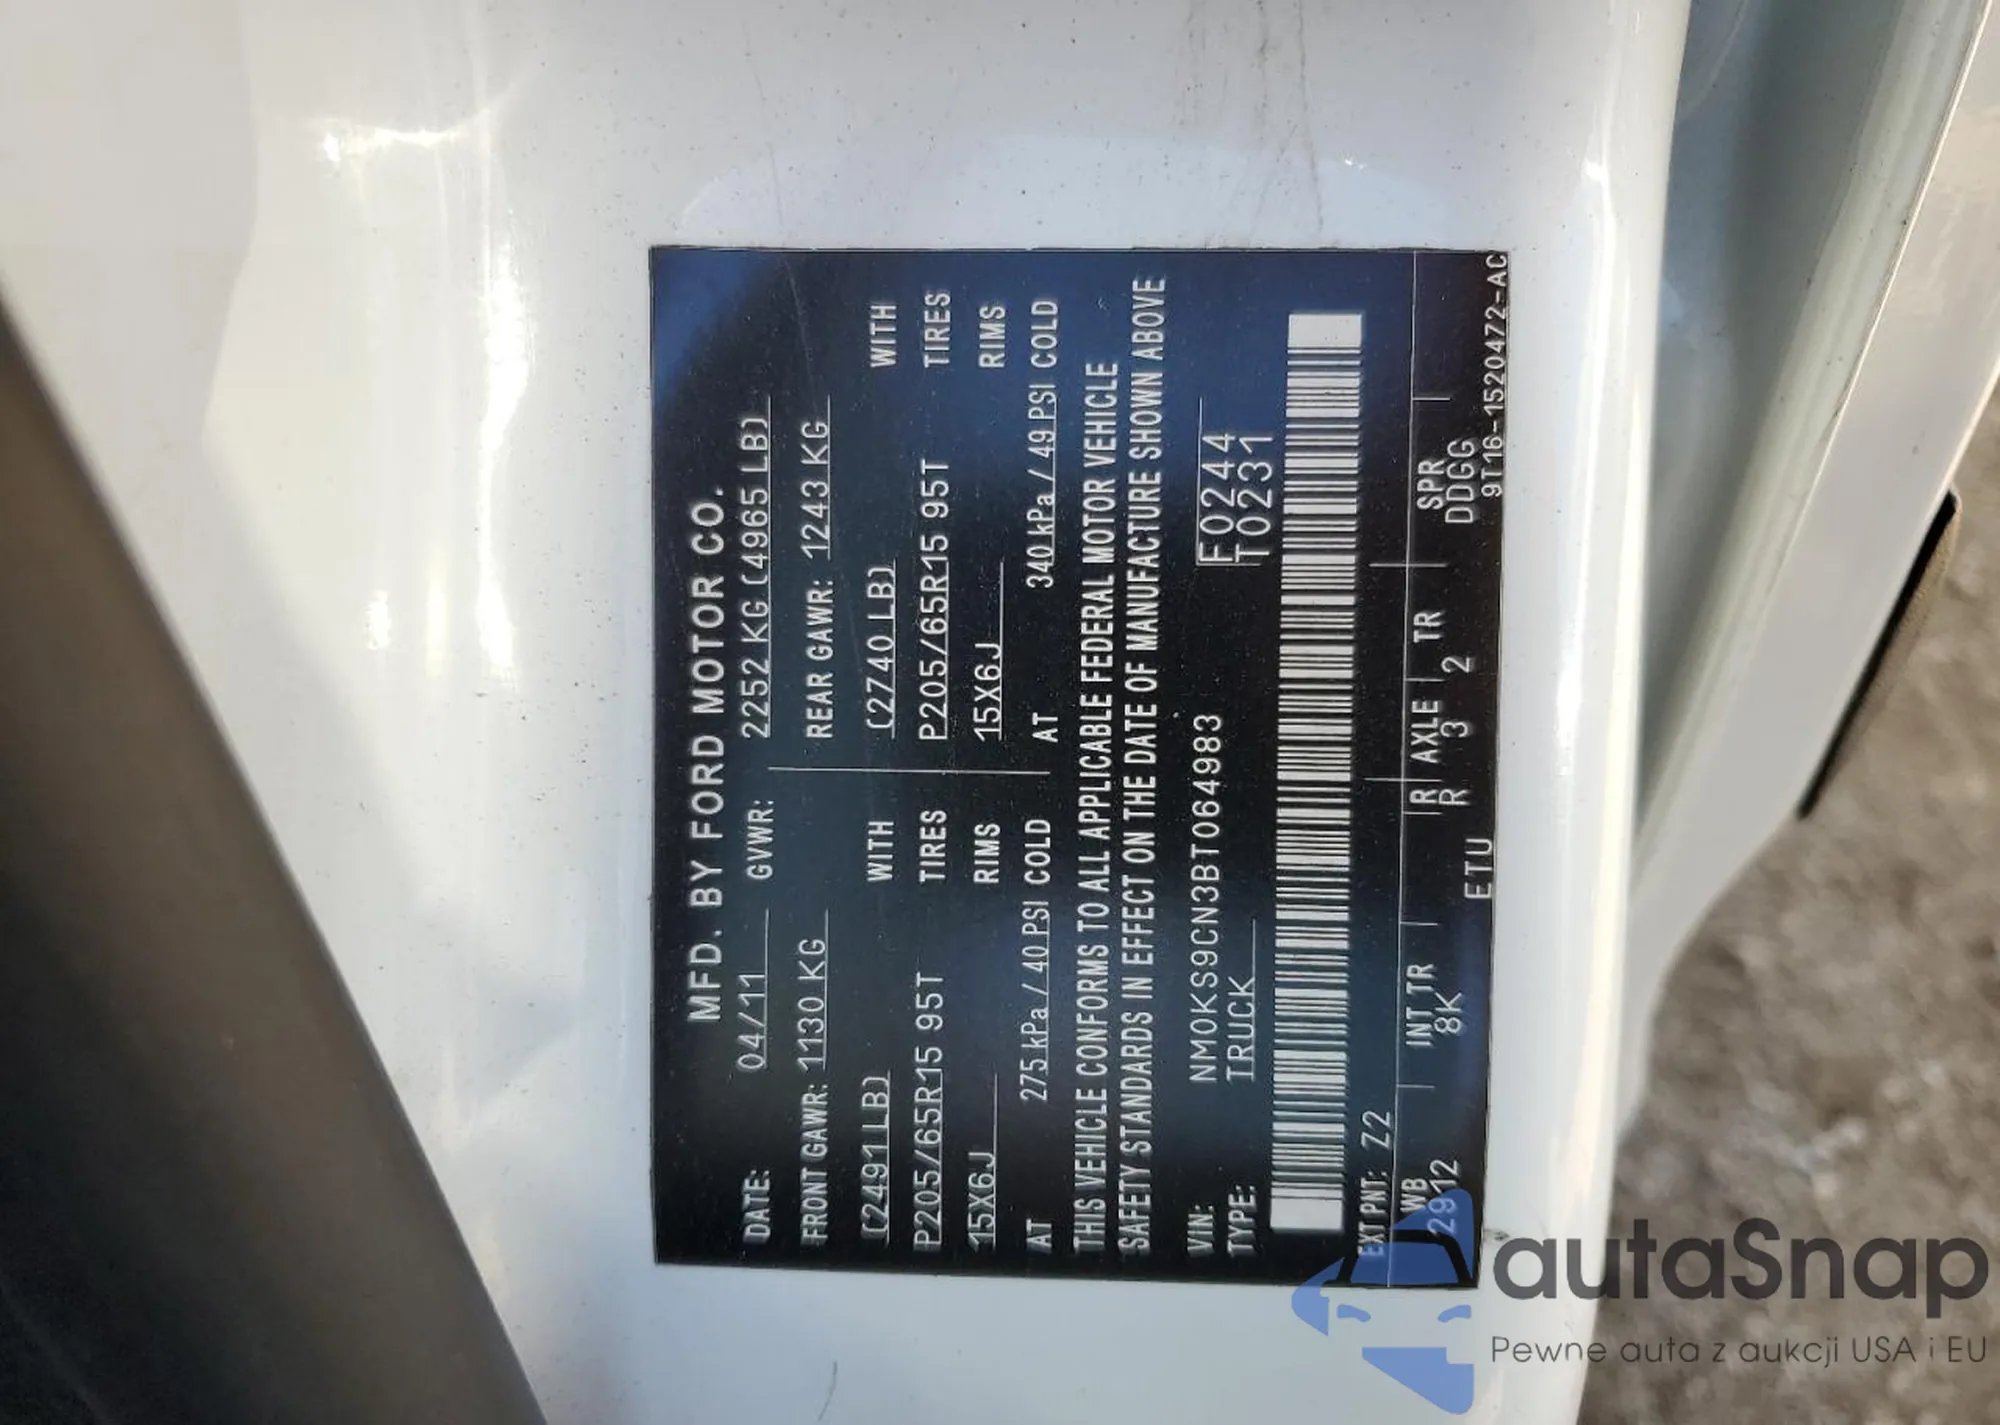 MFD. BY FORD MOTOR CO.
DATE: 04/11 GVWR: 2252 KG (4965 LB)
FRONT GAWR: 1130 KG REAR GAWR: 1243 KG
(2491 LB) WITH (2740 LB) WITH
P205/65R15 95T TIRES P205/65R15 95T TIRES
15X6J RIMS 15X6J RIMS
AT 275 kPa / 40 PSI COLD AT 340 kPa / 49 PSI COLD
THIS VEHICLE CONFORMS TO ALL APPLICABLE FEDERAL MOTOR VEHICLE
SAFETY STANDARDS IN EFFECT ON THE DATE OF MANUFACTURE SHOWN ABOVE
VIN: NM0KS9CN3BT064983 F0244
TYPE: TRUCK T0231
EXT PNT: Z2
WB INT TR R AXLE TR SPR
2912 8K R 3 2 DDGG
ETU 9T16-1520472-AC
autaSnap
Pewne auta z aukcji USA i EU